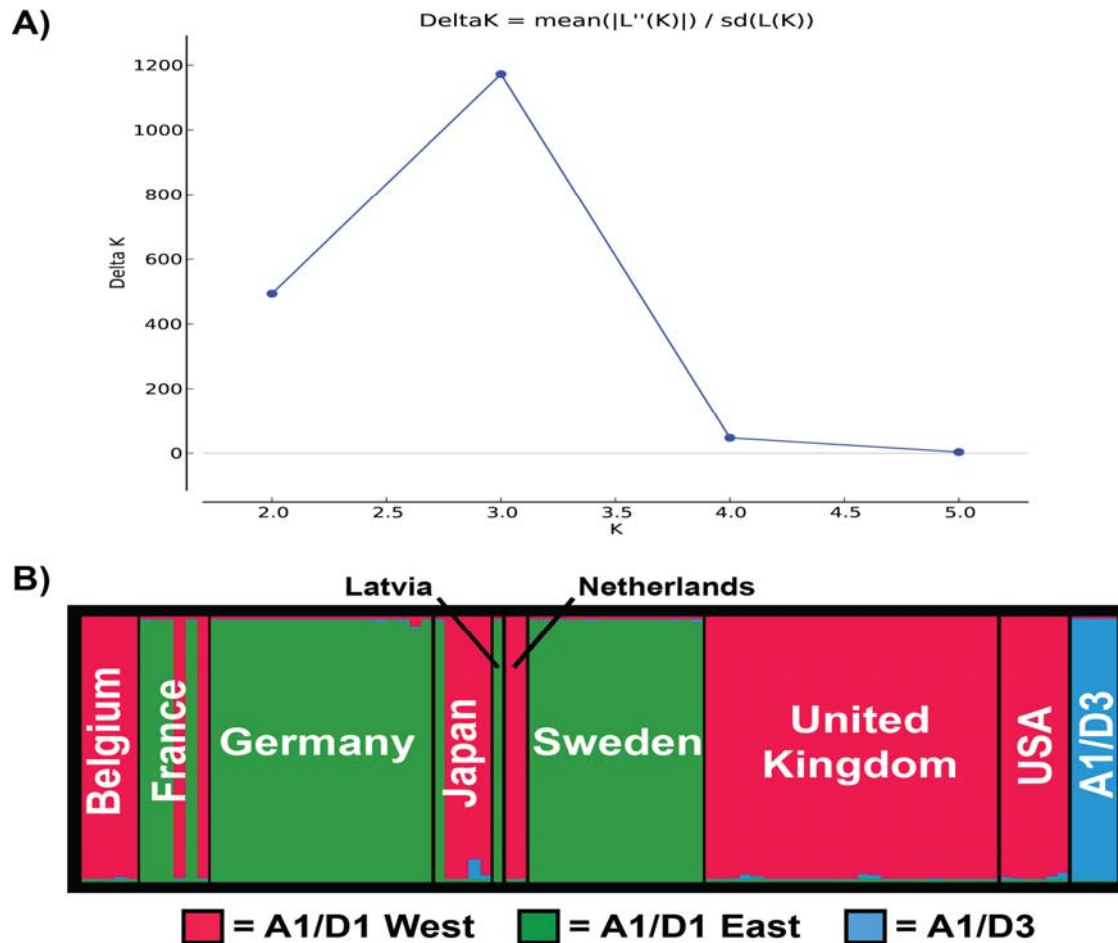 A)
DeltaK = mean(|L''(K)|) / sd(L(K))
1200
1000
800
600
400
200
0
Delta K
2.0 2.5 3.0 3.5 4.0 4.5 5.0
K
B)
Latvia Netherlands
Belgium
France
Germany
Japan
Sweden
United
Kingdom
USA
A1/D3
= A1/D1 West = A1/D1 East = A1/D3